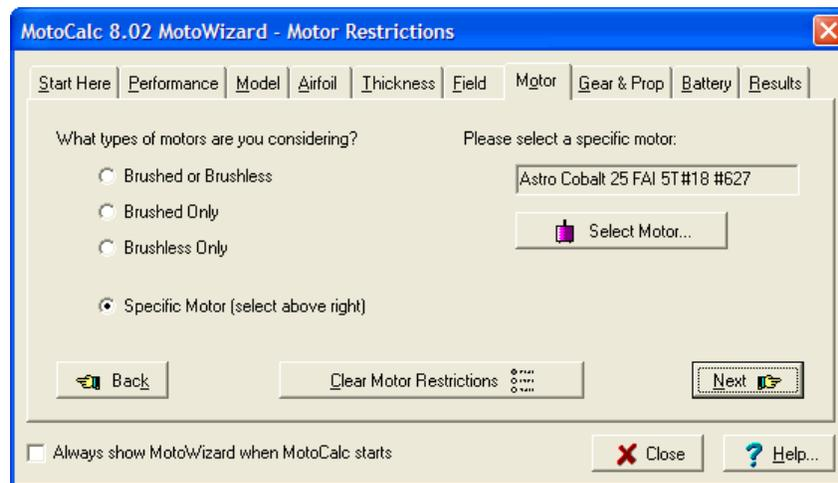 MotoCalc 8.02 MotoWizard - Motor Restrictions
Start Here Performance Model Airfoil Thickness Field Motor Gear & Prop Battery Results
What types of motors are you considering?
Brushed or Brushless
Brushed Only
Brushless Only
Specific Motor (select above right)
Please select a specific motor:
Astro Cobalt 25 FAI 5T#18 #627
Select Motor...
Back
Clear Motor Restrictions
Next
Always show MotoWizard when MotoCalc starts
Close
Help...